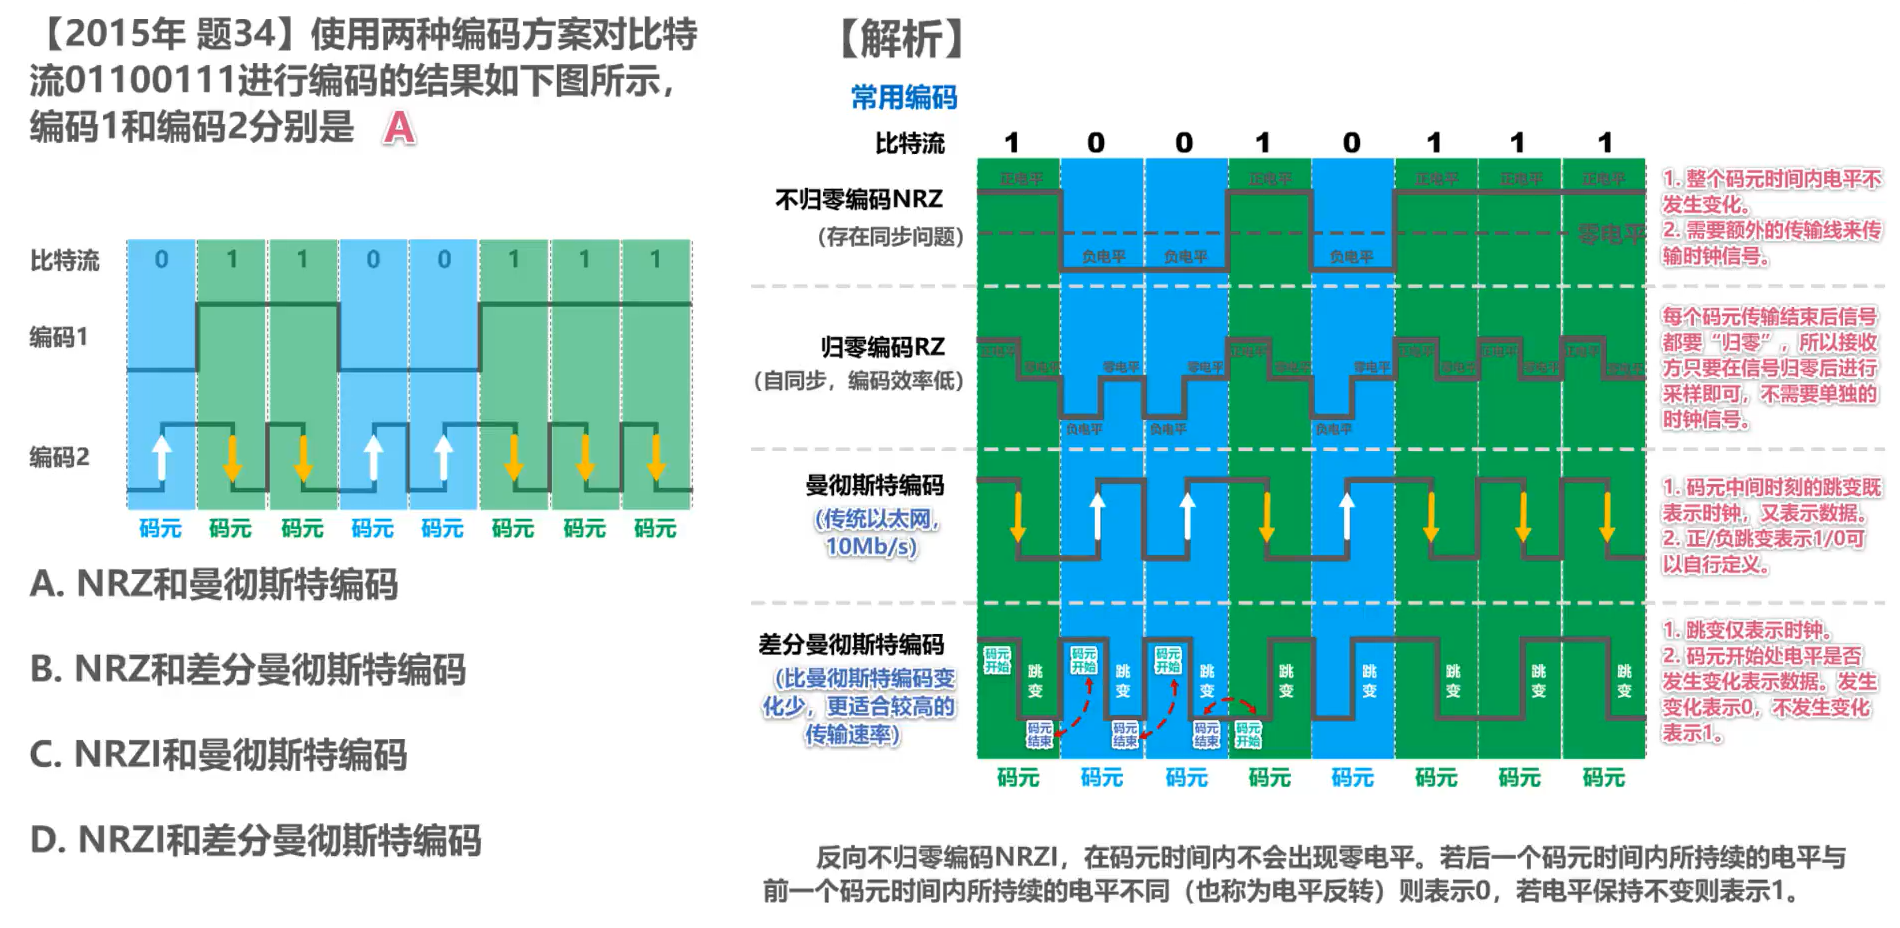 【2015年 题34】使用两种编码方案对比特
流01100111进行编码的结果如下图所示，
编码1和编码2分别是 A
比特流 0 1 1 0 0 1 1 1
编码1
编码2
码元 码元 码元 码元 码元 码元 码元 码元
A. NRZ和曼彻斯特编码
B. NRZ和差分曼彻斯特编码
C. NRZI和曼彻斯特编码
D. NRZI和差分曼彻斯特编码
【解析】
常用编码
比特流 1 0 0 1 0 1 1 1
不归零编码NRZ
（存在同步问题）
正电平 正电平 正电平 正电平 正电平
零电平
负电平 负电平 负电平
1. 整个码元时间内电平不
发生变化。
2. 需要额外的传输线来传
输时钟信号。
归零编码RZ
（自同步，编码效率低）
正电平 正电平 正电平 正电平 正电平
零电平 零电平 零电平 零电平 零电平 零电平 零电平 零电平
负电平 负电平 负电平
每个码元传输结束后信号
都要“归零”，所以接收
方只要在信号归零后进行
采样即可，不需要单独的
时钟信号。
曼彻斯特编码
（传统以太网，
10Mb/s）
1. 码元中间时刻的跳变既
表示时钟，又表示数据。
2. 正/负跳变表示1/0可
以自行定义。
差分曼彻斯特编码
（比曼彻斯特编码变
化少，更适合较高的
传输速率）
码元 码元 码元
开始 开始 开始
跳 跳 跳 跳 跳 跳 跳 跳
变 变 变 变 变 变 变 变
码元 码元 码元 码元
结束 结束 结束 开始
1. 跳变仅表示时钟。
2. 码元开始处电平是否
发生变化表示数据。发生
变化表示0，不发生变化
表示1。
码元 码元 码元 码元 码元 码元 码元 码元
反向不归零编码NRZI，在码元时间内不会出现零电平。若后一个码元时间内所持续的电平与
前一个码元时间内所持续的电平不同（也称为电平反转）则表示0，若电平保持不变则表示1。